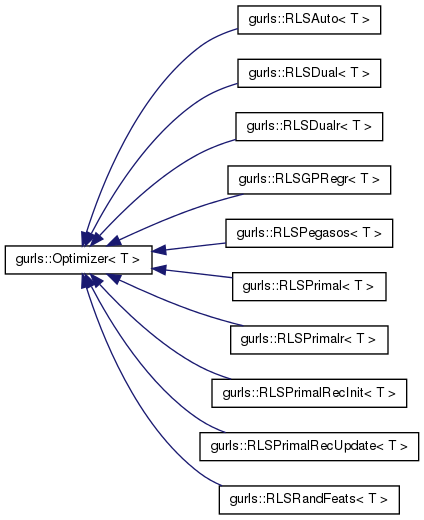 gurls::RLSAuto< T >
gurls::RLSDual< T >
gurls::RLSDualr< T >
gurls::RLSGPRegr< T >
gurls::RLSPegasos< T >
gurls::Optimizer< T >
gurls::RLSPrimal< T >
gurls::RLSPrimalr< T >
gurls::RLSPrimalRecInit< T >
gurls::RLSPrimalRecUpdate< T >
gurls::RLSRandFeats< T >